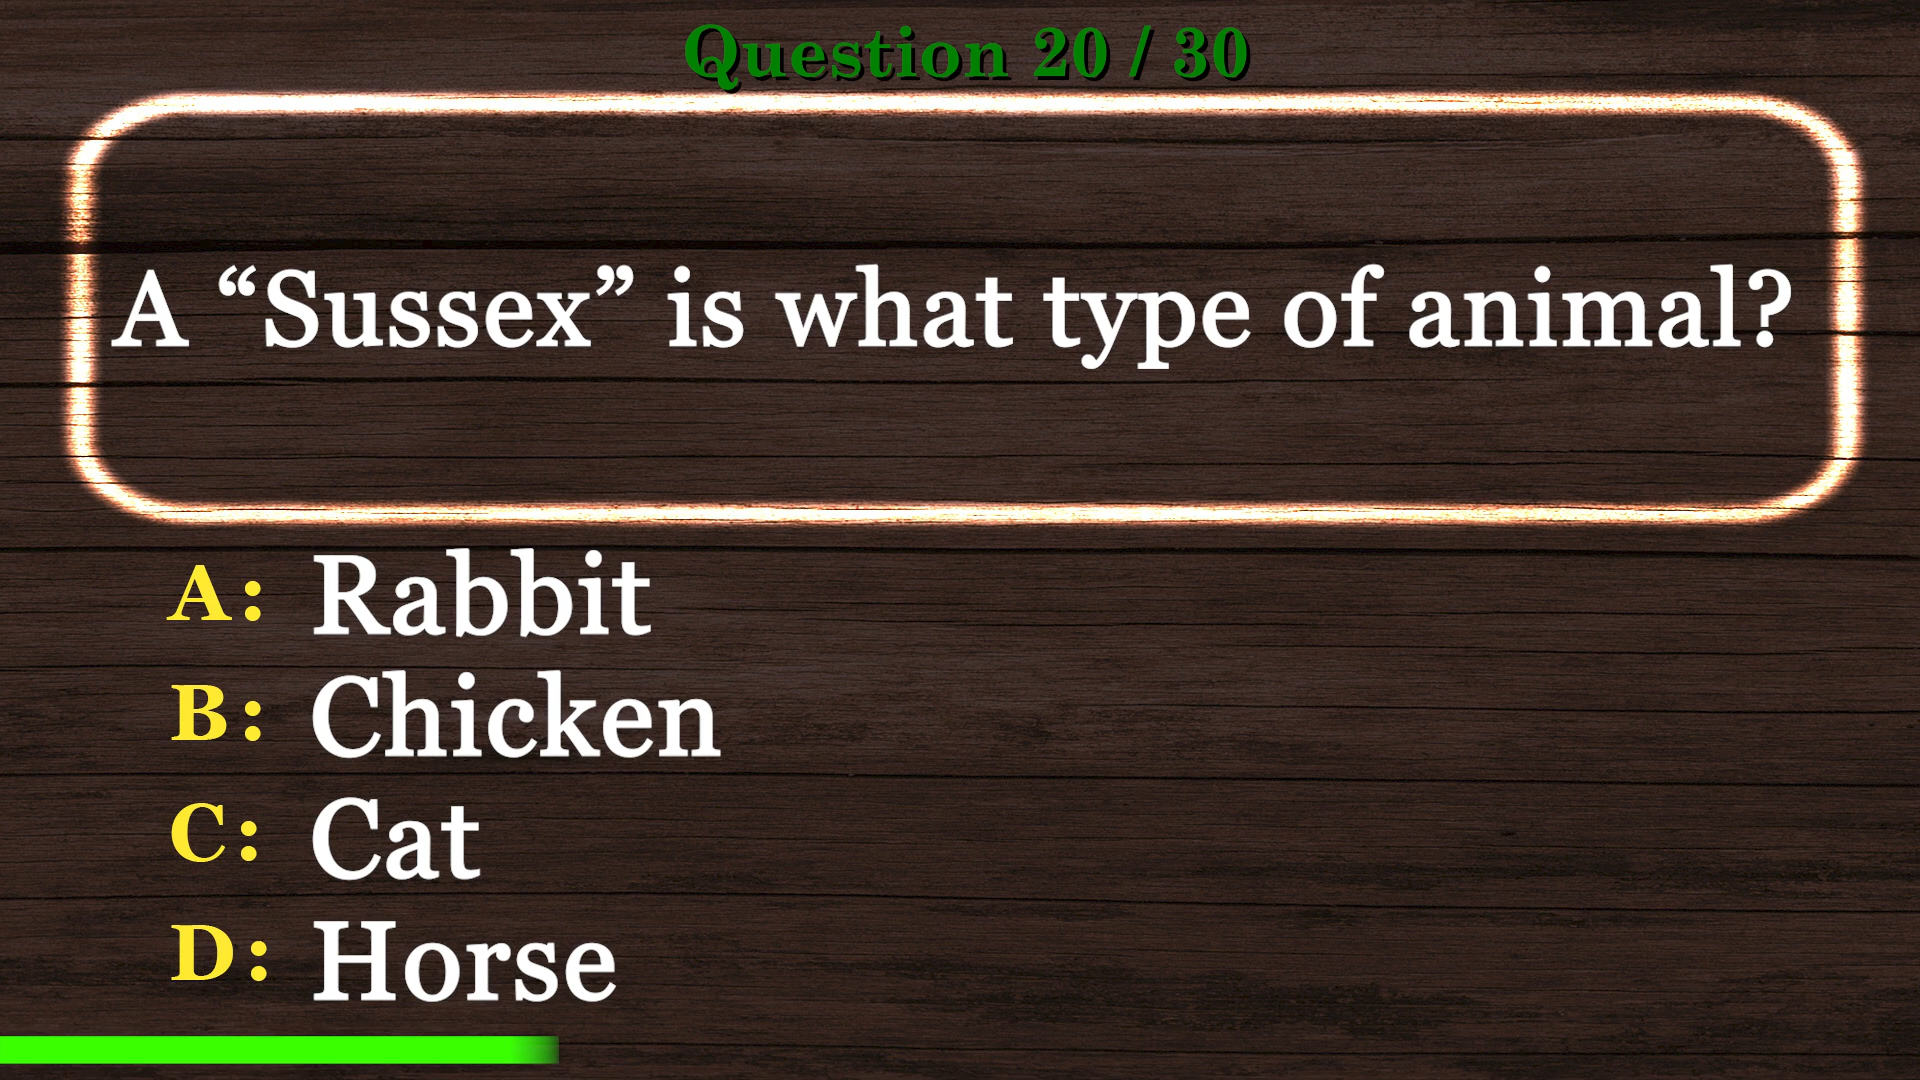 Question 20 / 30
A “Sussex” is what type of animal?
A: Rabbit
B: Chicken
C: Cat
D: Horse